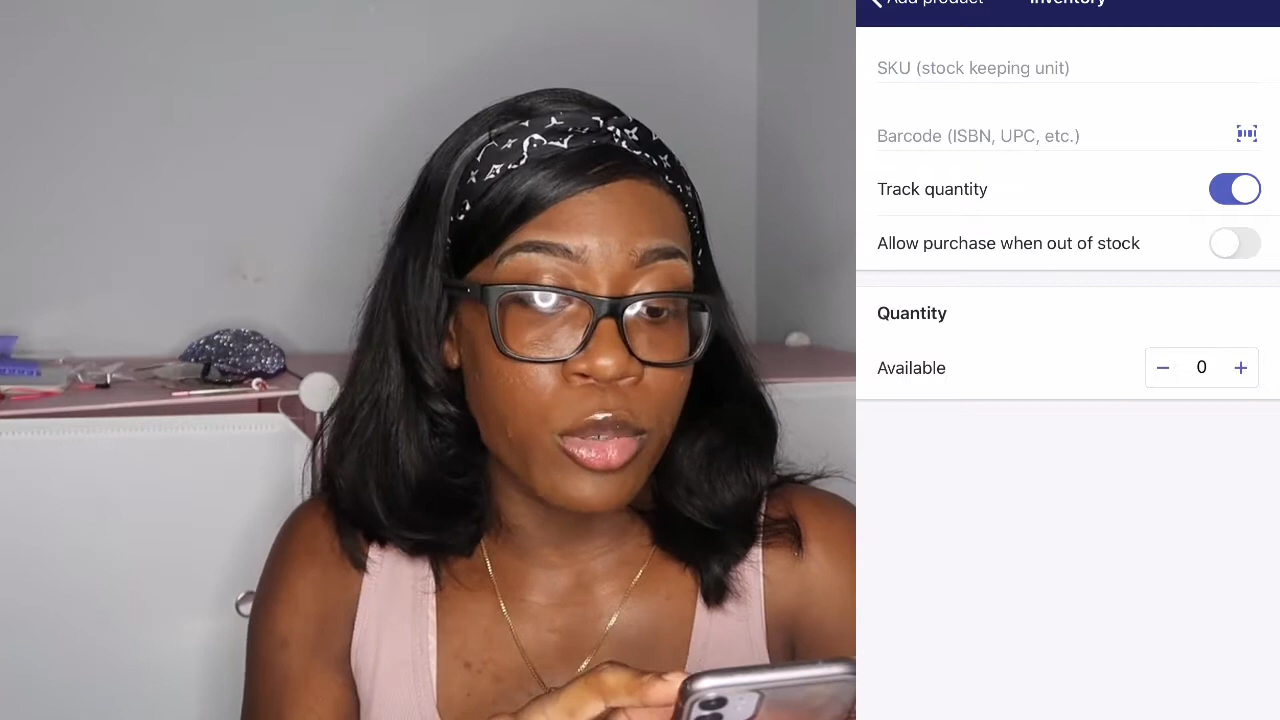 Add product
Inventory
SKU (stock keeping unit)
Barcode (ISBN, UPC, etc.)
Track quantity
Allow purchase when out of stock
Quantity
Available
0